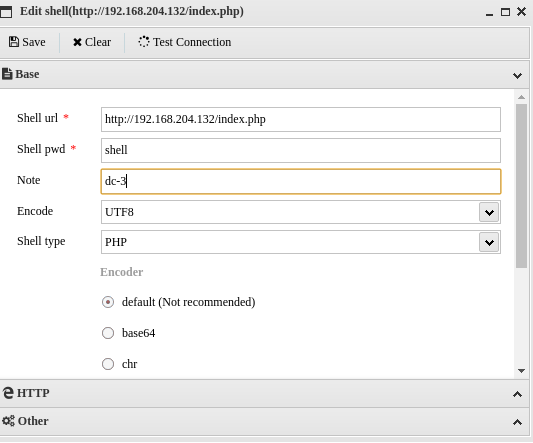 Edit shell(http://192.168.204.132/index.php)
Save Clear Test Connection
Base
Shell url * http://192.168.204.132/index.php
Shell pwd * shell
Note dc-3
Encode UTF8
Shell type PHP
Encoder
default (Not recommended)
base64
chr
HTTP
Other